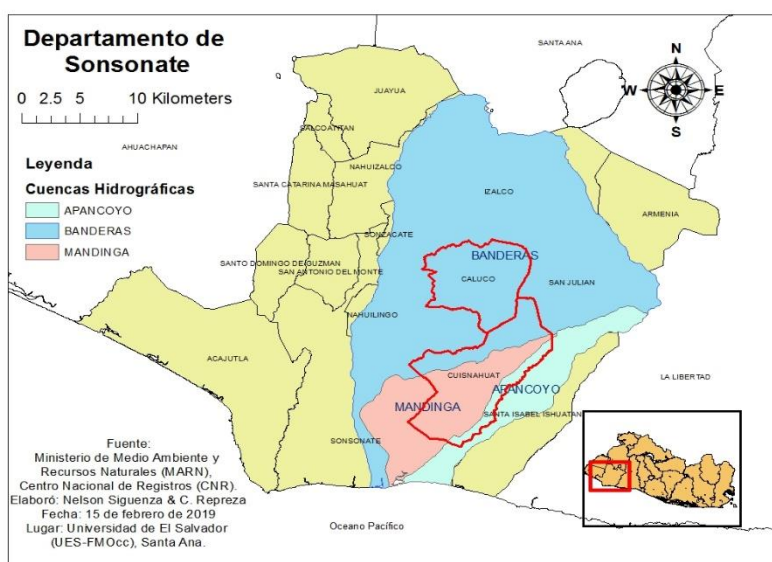 Departamento de
Sonsonate
0 2.5 5 10 Kilometers
Leyenda
Cuencas Hidrográficas
APANCOYO
BANDERAS
MANDINGA
SANTA ANA
N
W E
S
JUAYUA
SALCOATITAN
AHUACHAPAN
NAHUIZALCO
SANTA CATARINA MASAHUAT
IZALCO
ARMENIA
SONZACATE
SANTO DOMINGO DE GUZMAN
SAN ANTONIO DEL MONTE
BANDERAS
CALUCO
SAN JULIAN
NAHUILINGO
ACAJUTLA
CUISNAHUAT
LA LIBERTAD
APANCOYO
MANDINGA
SANTA ISABEL ISHUATAN
SONSONATE
Fuente:
Ministerio de Medio Ambiente y
Recursos Naturales (MARN),
Centro Nacional de Registros (CNR).
Elaboró: Nelson Siguenza & C. Repreza
Fecha: 15 de febrero de 2019
Lugar: Universidad de El Salvador
(UES-FMOcc), Santa Ana.
Oceano Pacífico